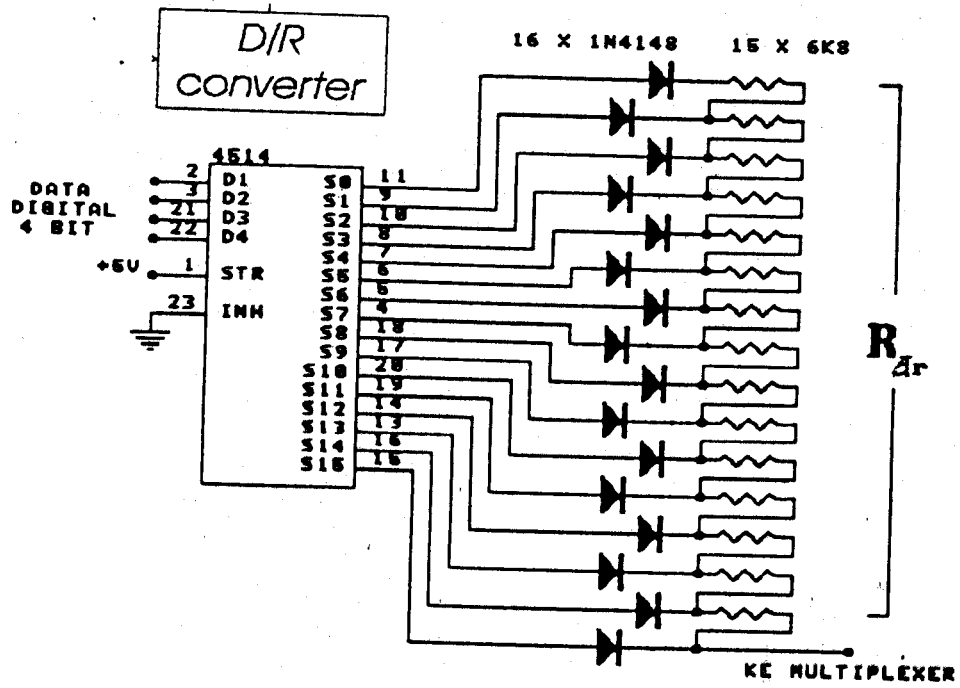 D/R
converter
16 X 1N4148
15 X 6K8
4514
DATA
DIGITAL
4 BIT
2 D1
3 D2
21 D3
22 D4
+5V 1 STR
23 INH
S0 11
S1 9
S2 10
S3 8
S4 7
S5 6
S6 5
S7 4
S8 18
S9 17
S10 20
S11 19
S12 14
S13 13
S14 16
S15 15
R dr
KE MULTIPLEXER